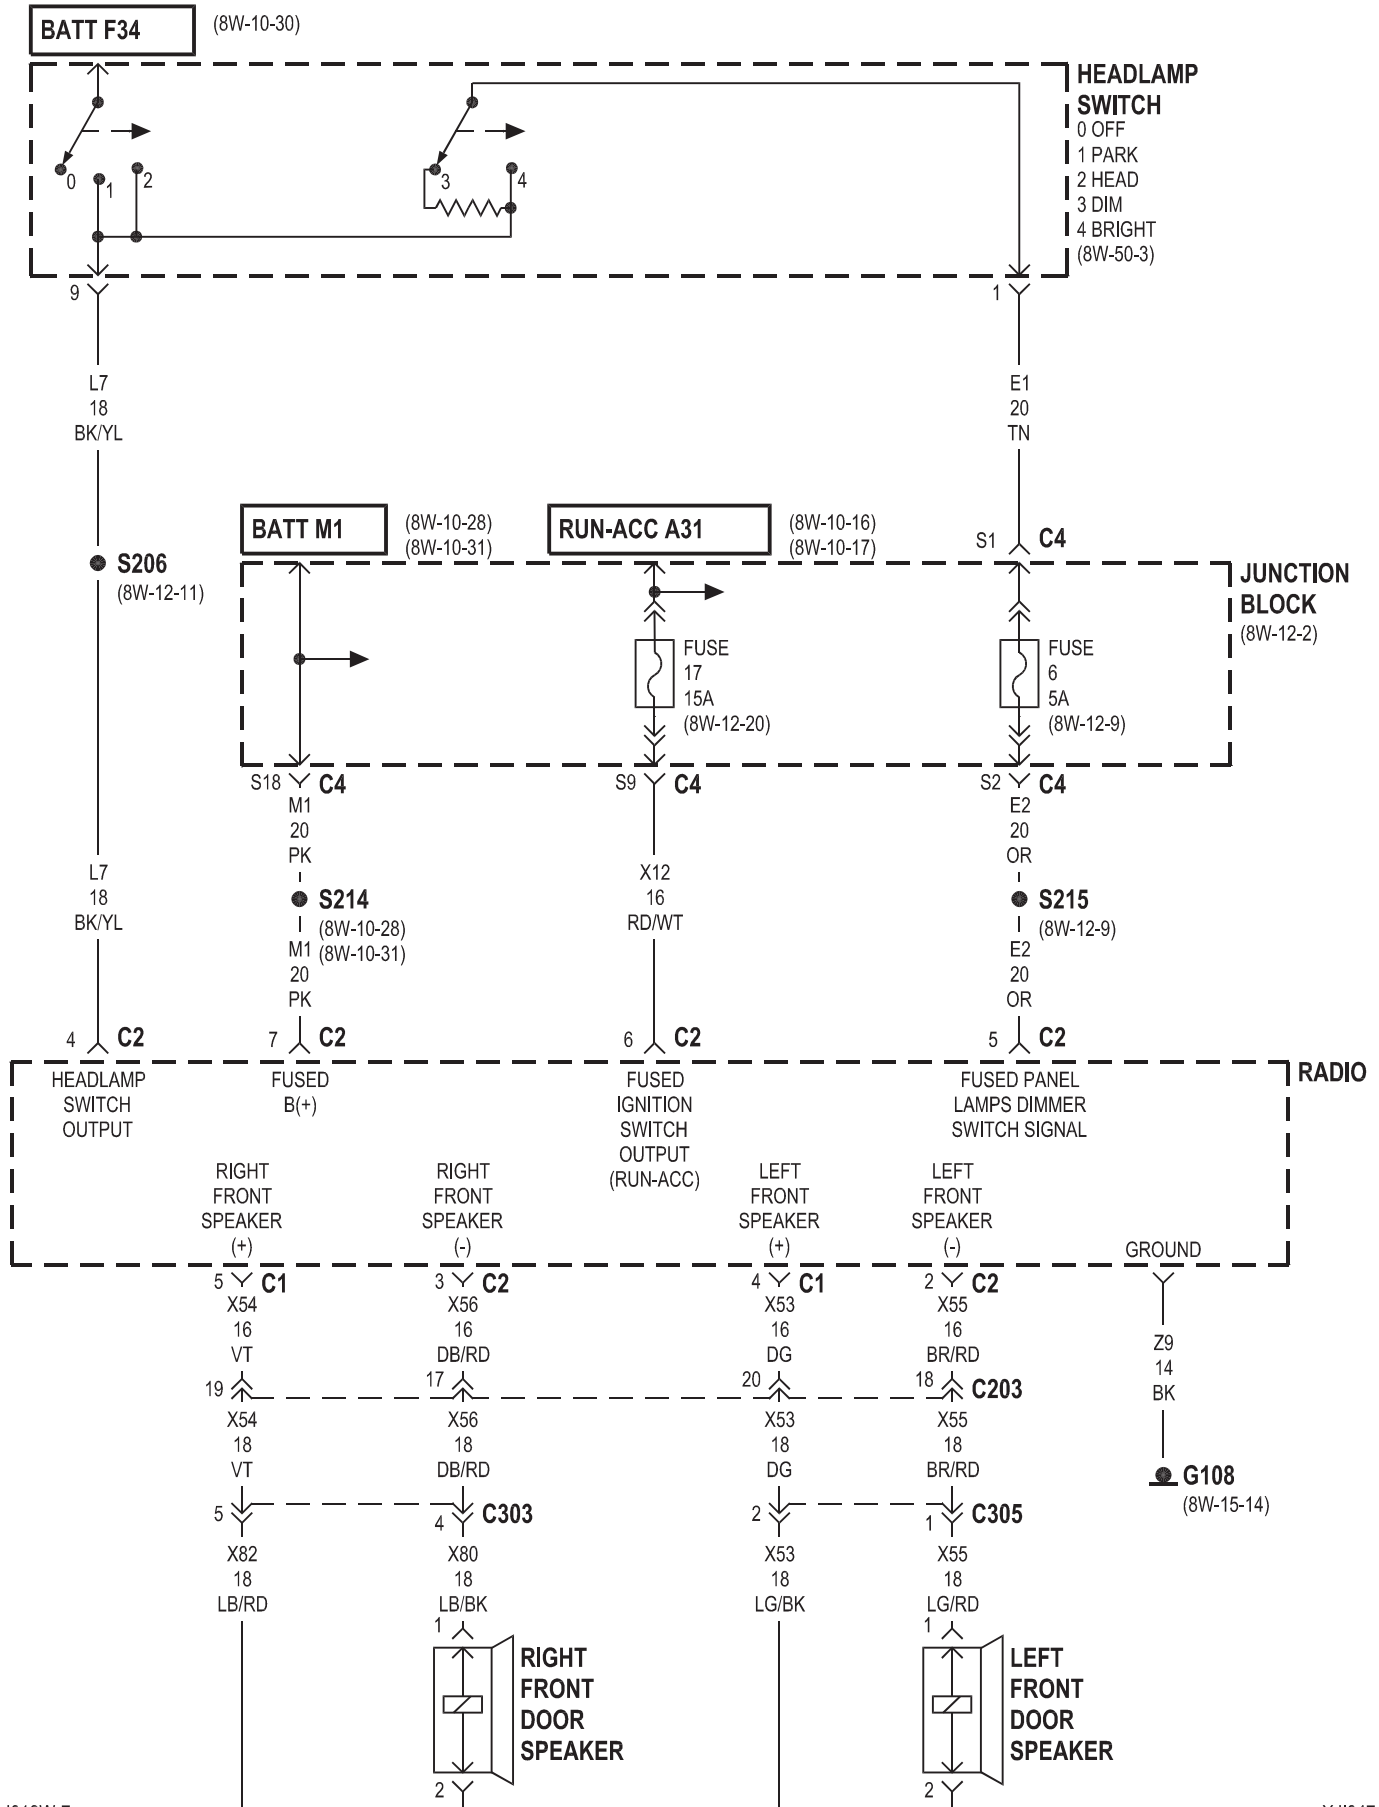 BATT F34
(8W-10-30)
HEADLAMP
SWITCH
0 OFF
1 PARK
2 HEAD
3 DIM
4 BRIGHT
(8W-50-3)
0
1
2
3
4
9
1
L7
18
BK/YL
E1
20
TN
BATT M1
(8W-10-28)
(8W-10-31)
RUN-ACC A31
(8W-10-16)
(8W-10-17)
S1
C4
S206
(8W-12-11)
JUNCTION
BLOCK
(8W-12-2)
FUSE
17
15A
(8W-12-20)
FUSE
6
5A
(8W-12-9)
S18
C4
S9
C4
S2
C4
M1
20
PK
E2
20
OR
L7
18
BK/YL
X12
16
RD/WT
S214
(8W-10-28)
(8W-10-31)
S215
(8W-12-9)
M1
20
PK
E2
20
OR
4
C2
7
C2
6
C2
5
C2
RADIO
HEADLAMP
SWITCH
OUTPUT
FUSED
B(+)
FUSED
IGNITION
SWITCH
OUTPUT
(RUN-ACC)
FUSED PANEL
LAMPS DIMMER
SWITCH SIGNAL
RIGHT
FRONT
SPEAKER
(+)
RIGHT
FRONT
SPEAKER
(-)
LEFT
FRONT
SPEAKER
(+)
LEFT
FRONT
SPEAKER
(-)
GROUND
5
C1
3
C2
4
C1
2
C2
X54
16
VT
X56
16
DB/RD
X53
16
DG
X55
16
BR/RD
Z9
14
BK
19
17
20
18
C203
X54
18
VT
X56
18
DB/RD
X53
18
DG
X55
18
BR/RD
G108
(8W-15-14)
5
4
C303
2
1
C305
X82
18
LB/RD
X80
18
LB/BK
X53
18
LG/BK
X55
18
LG/RD
1
1
RIGHT
FRONT
DOOR
SPEAKER
LEFT
FRONT
DOOR
SPEAKER
2
2